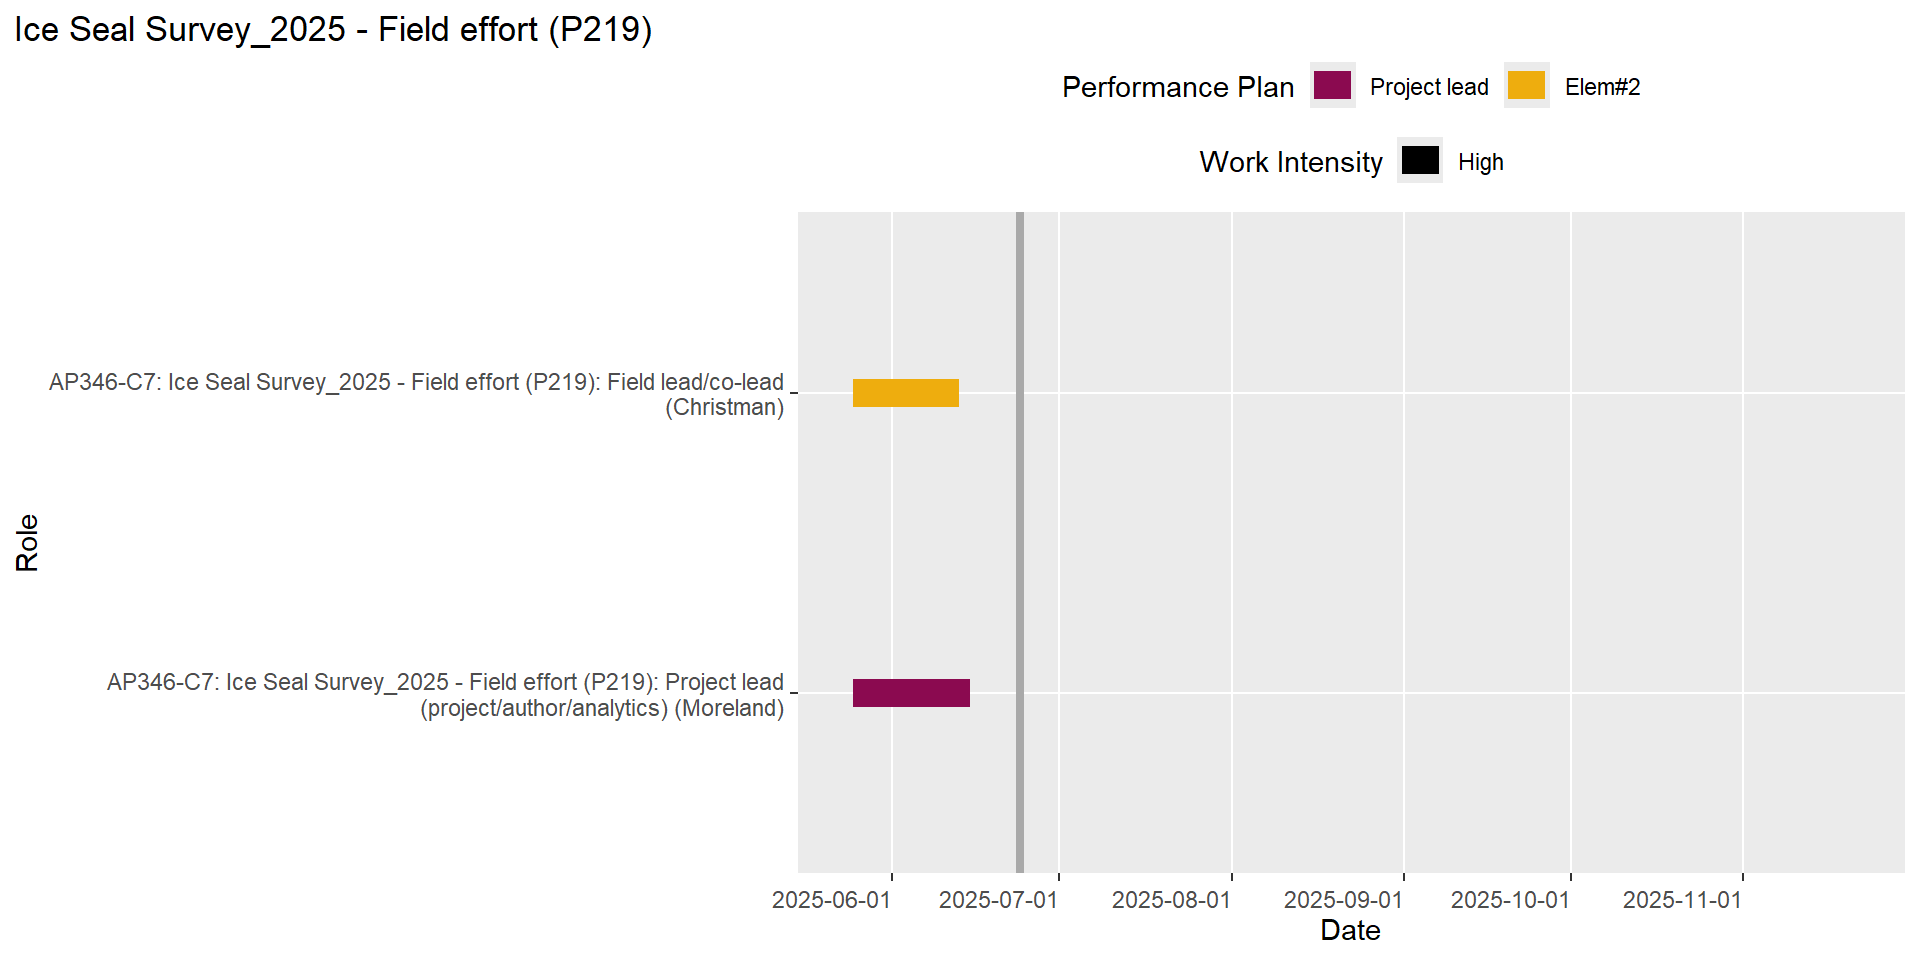 Ice Seal Survey_2025 - Field effort (P219)
Performance Plan Project lead Elem#2
Work Intensity High
AP346-C7: Ice Seal Survey_2025 - Field effort (P219): Field lead/co-lead
(Christman)
Role
AP346-C7: Ice Seal Survey_2025 - Field effort (P219): Project lead
(project/author/analytics) (Moreland)
2025-06-01 2025-07-01 2025-08-01 2025-09-01 2025-10-01 2025-11-01
Date